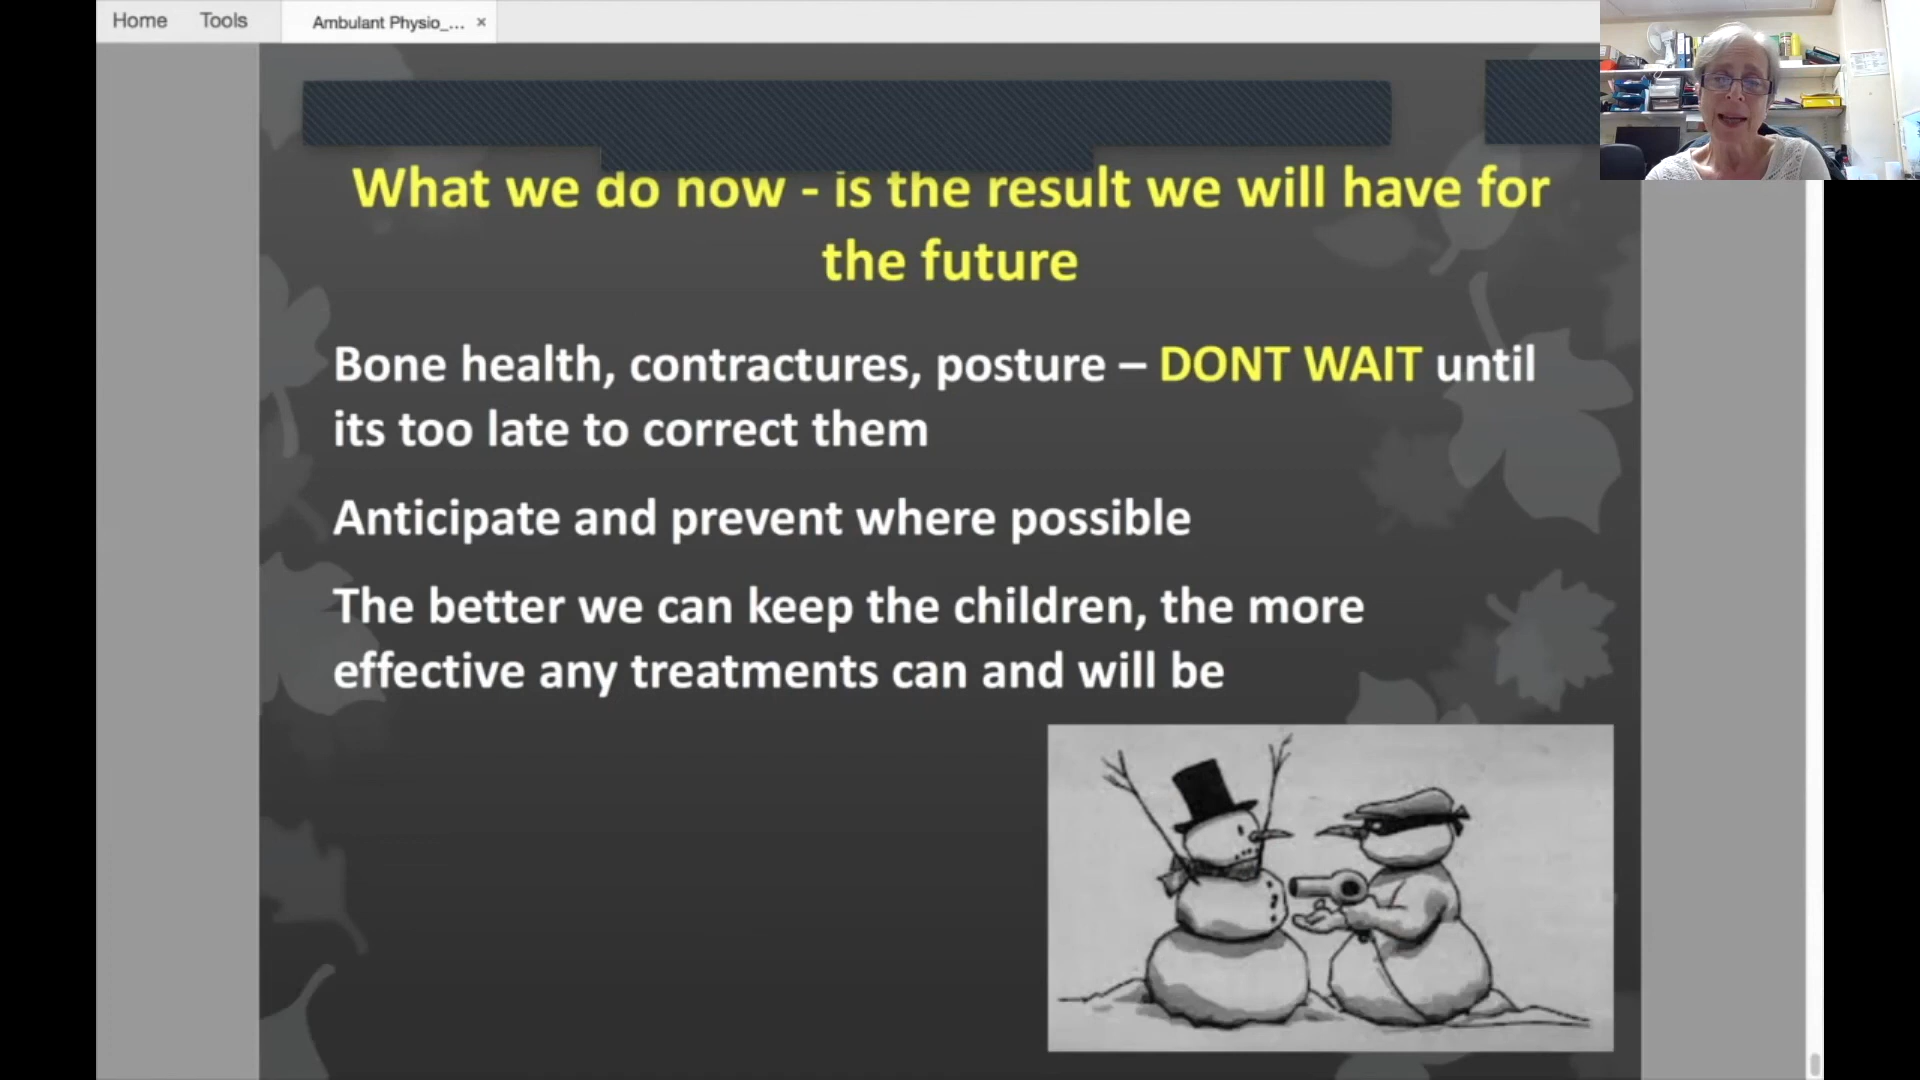 Home Tools Ambulant Physio_... ×
What we do now - is the result we will have for
the future
Bone health, contractures, posture – DONT WAIT until
its too late to correct them
Anticipate and prevent where possible
The better we can keep the children, the more
effective any treatments can and will be